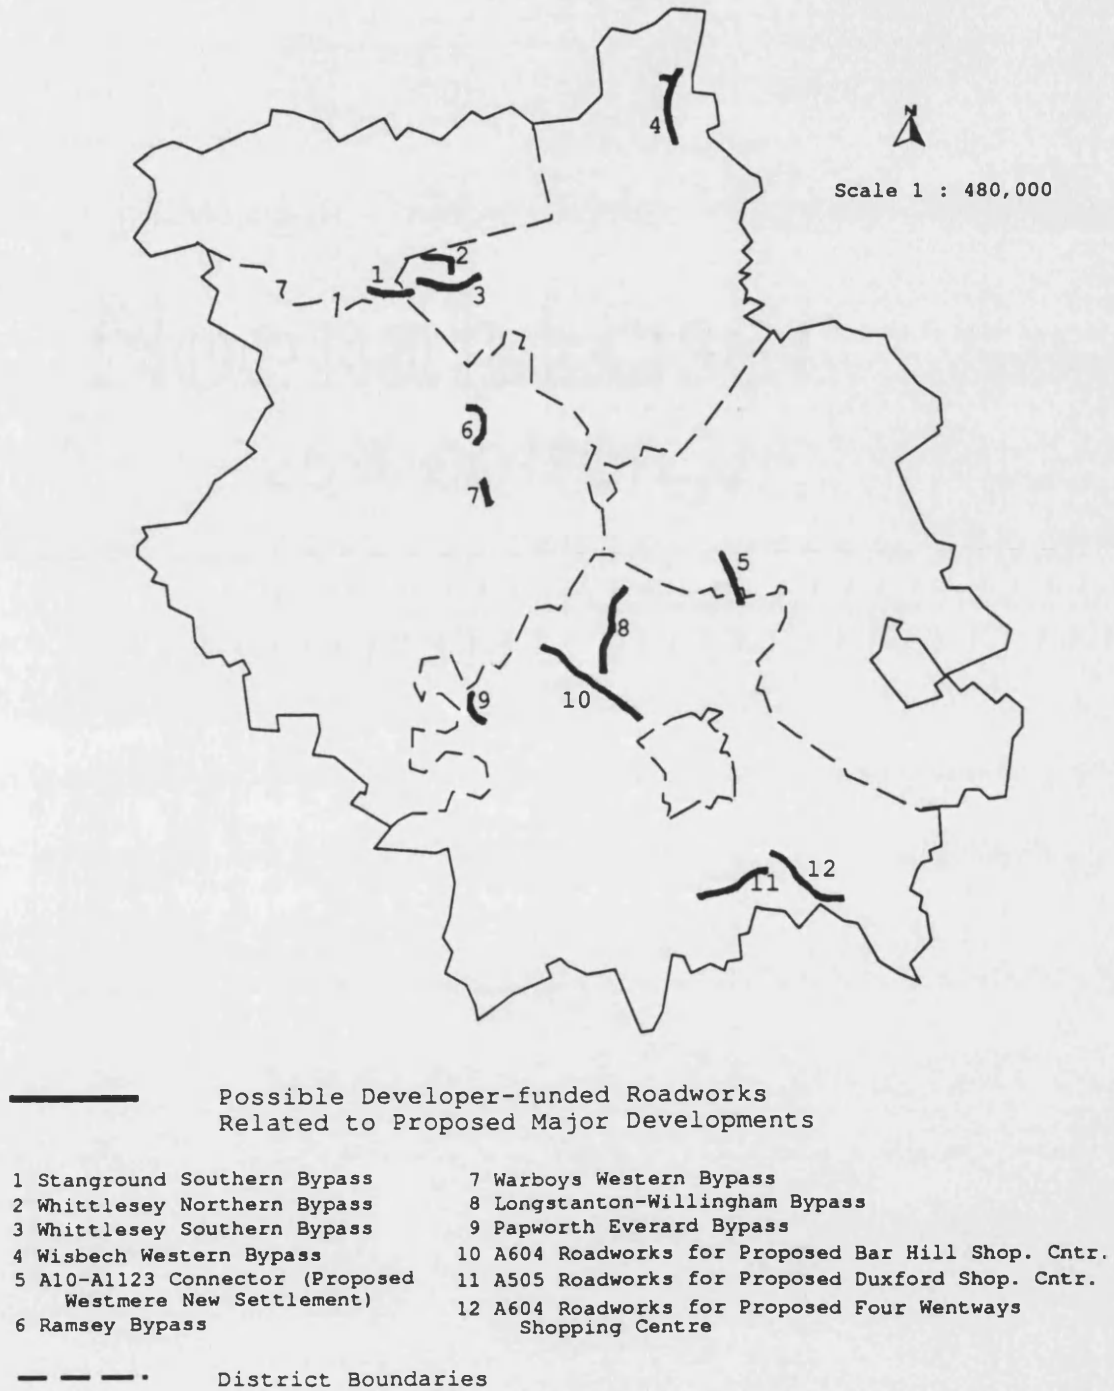 N
Scale 1 : 480,000
4
2
1
3
6
7
5
8
9
10
11
12
Possible Developer-funded Roadworks
Related to Proposed Major Developments
1 Stanground Southern Bypass
2 Whittlesey Northern Bypass
3 Whittlesey Southern Bypass
4 Wisbech Western Bypass
5 A10-A1123 Connector (Proposed
Westmere New Settlement)
6 Ramsey Bypass
7 Warboys Western Bypass
8 Longstanton-Willingham Bypass
9 Papworth Everard Bypass
10 A604 Roadworks for Proposed Bar Hill Shop. Cntr.
11 A505 Roadworks for Proposed Duxford Shop. Cntr.
12 A604 Roadworks for Proposed Four Wentways
Shopping Centre
District Boundaries